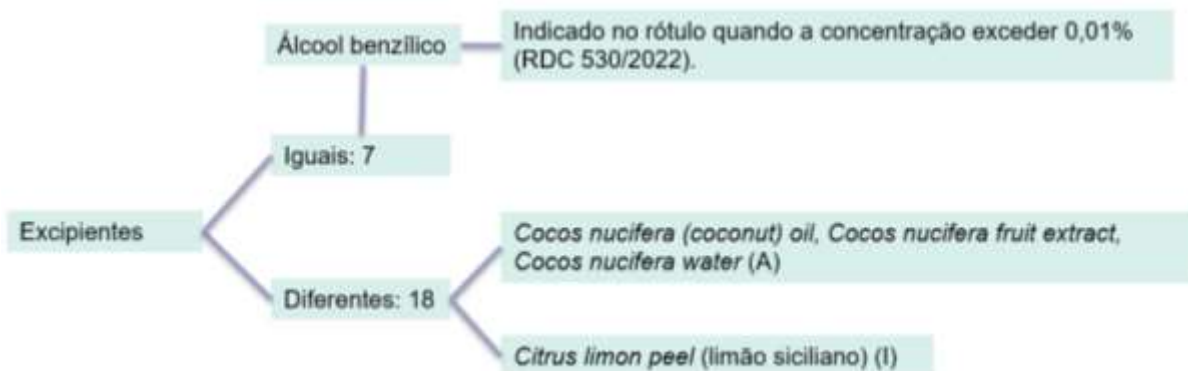 Álcool benzílico
Indicado no rótulo quando a concentração exceder 0,01%
(RDC 530/2022).
Iguais: 7
Excipientes
Cocos nucifera (coconut) oil, Cocos nucifera fruit extract,
Cocos nucifera water (A)
Diferentes: 18
Citrus limon peel (limão siciliano) (I)